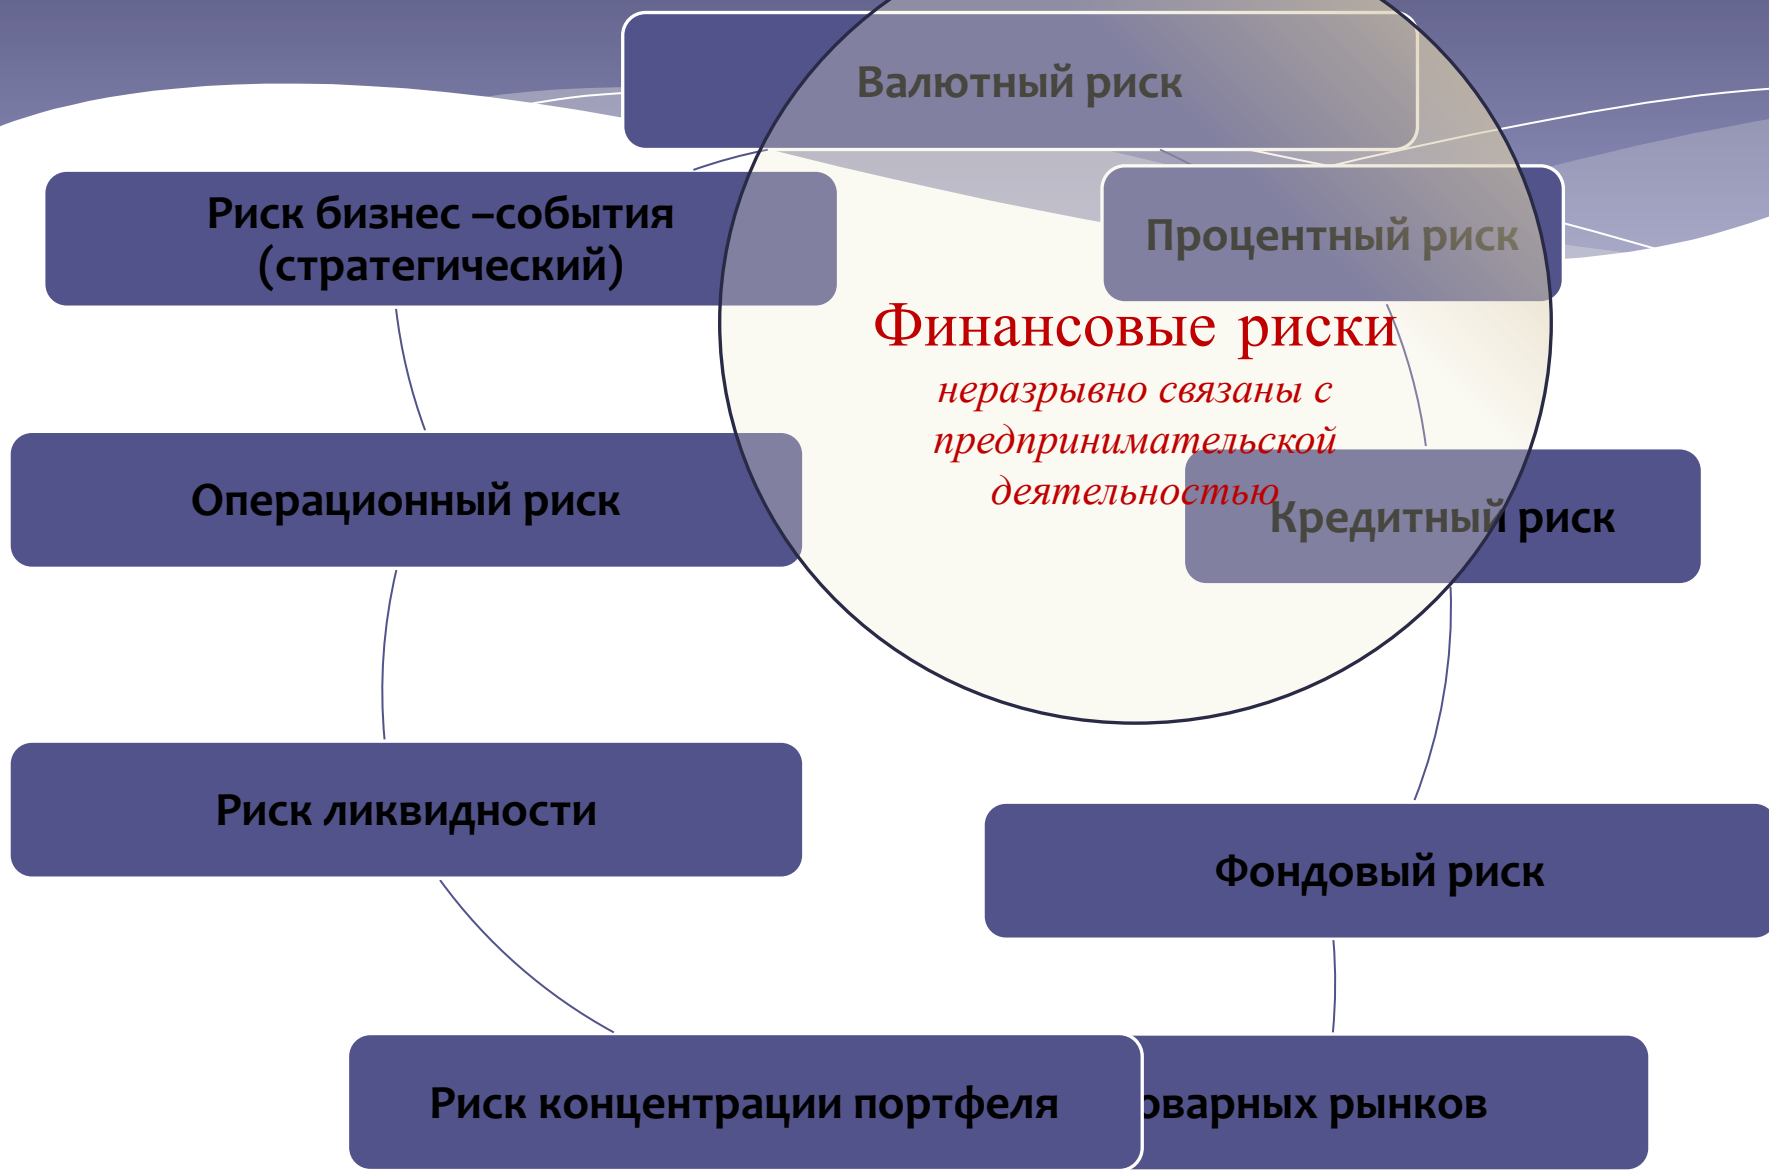 Валютный риск
Риск бизнес –события
(стратегический)
Процентный риск
Финансовые риски
неразрывно связаны с
предпринимательской
деятельностью
Операционный риск
Кредитный риск
Риск ликвидности
Фондовый риск
Риск концентрации портфеля
рынков